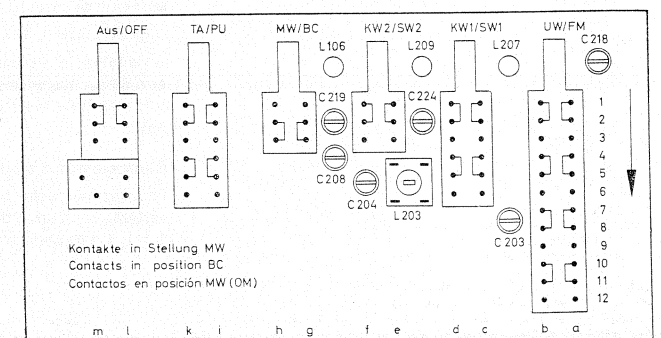 Aus/OFF TA/PU MW/BC KW2/SW2 KW1/SW1 UW/FM
L106 L209 L207 C218
C219 C224
1
2
3
4
5
6
7
8
9
10
11
12
C208
C204
L203
C203
Kontakte in Stellung MW
Contacts in position BC
Contactos en posición MW (OM)
m l k i h g f e d c b a